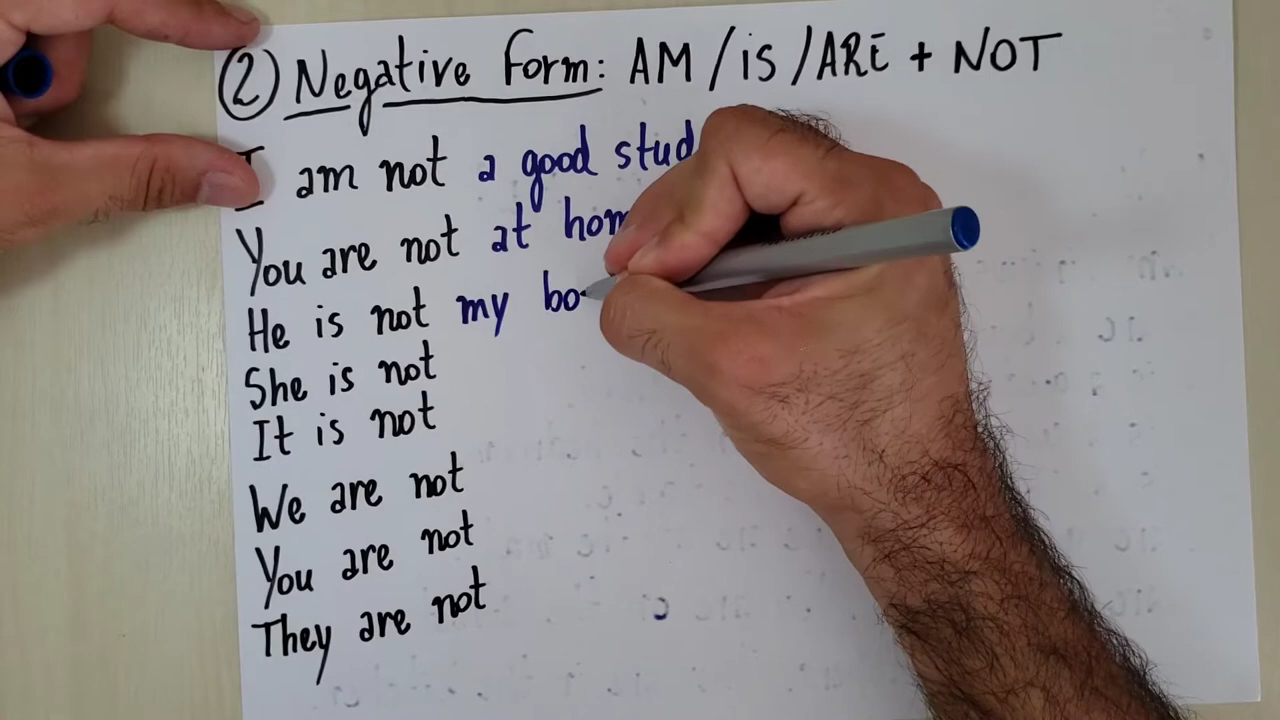 ② Negative Form: AM / iS / ARE + NOT
I am not a good stud
You are not at hom
He is not my bo
She is not
It is not
We are not
You are not
They are not